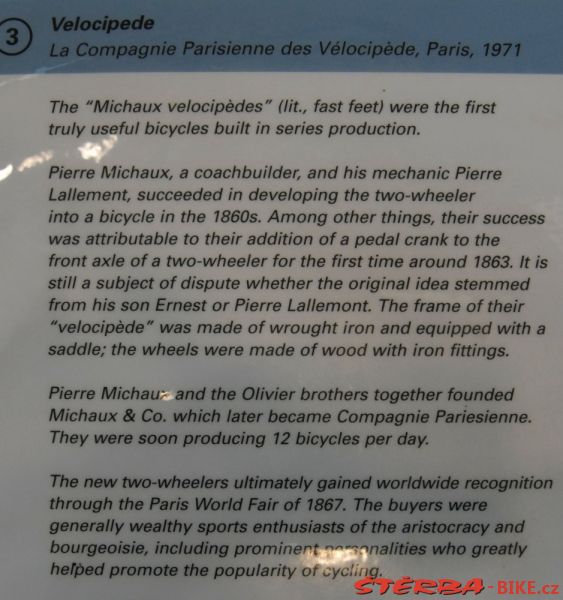 3
Velocipede
La Compagnie Parisienne des Vélocipède, Paris, 1971
The “Michaux velocipèdes” (lit., fast feet) were the first
truly useful bicycles built in series production.
Pierre Michaux, a coachbuilder, and his mechanic Pierre
Lallement, succeeded in developing the two-wheeler
into a bicycle in the 1860s. Among other things, their success
was attributable to their addition of a pedal crank to the
front axle of a two-wheeler for the first time around 1863. It is
still a subject of dispute whether the original idea stemmed
from his son Ernest or Pierre Lallemont. The frame of their
“velocipède” was made of wrought iron and equipped with a
saddle; the wheels were made of wood with iron fittings.
Pierre Michaux and the Olivier brothers together founded
Michaux & Co. which later became Compagnie Pariesienne.
They were soon producing 12 bicycles per day.
The new two-wheelers ultimately gained worldwide recognition
through the Paris World Fair of 1867. The buyers were
generally wealthy sports enthusiasts of the aristocracy and
bourgeoisie, including prominent personalities who greatly
helped promote the popularity of cycling.
ŠTĚRBA-BIKE.cz